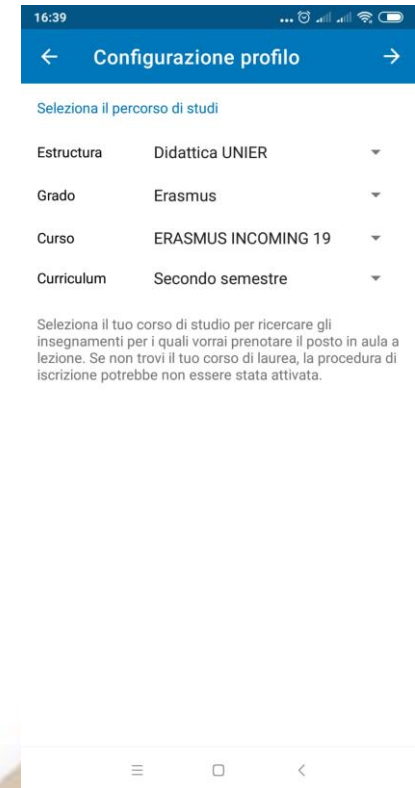 16:39
Configurazione profilo
Seleziona il percorso di studi
Estructura Didattica UNIER
Grado Erasmus
Curso ERASMUS INCOMING 19
Curriculum Secondo semestre
Seleziona il tuo corso di studio per ricercare gli
insegnamenti per i quali vorrai prenotare il posto in aula a
lezione. Se non trovi il tuo corso di laurea, la procedura di
iscrizione potrebbe non essere stata attivata.